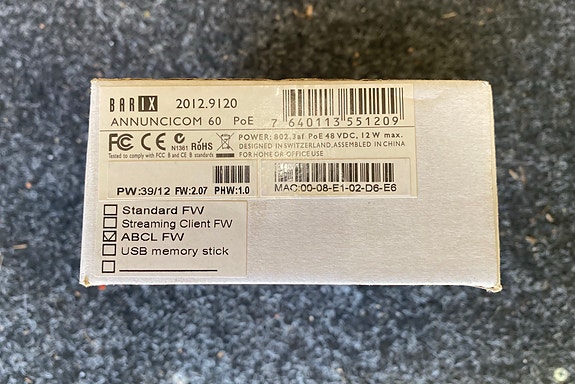 BARIX 2012.9120
ANNUNCICOM 60 PoE
7 640113 551209
FC CE N1361 RoHS
Tested to comply with FCC B and CE B standards
POWER: 802.3af PoE 48 VDC, 12 W max.
DESIGNED IN SWITZERLAND, ASSEMBLED IN CHINA
FOR HOME OR OFFICE USE
PW:39/12 FW:2.07 PHW:1.0
MAC:00-08-E1-02-D6-E6
Standard FW
Streaming Client FW
ABCL FW
USB memory stick